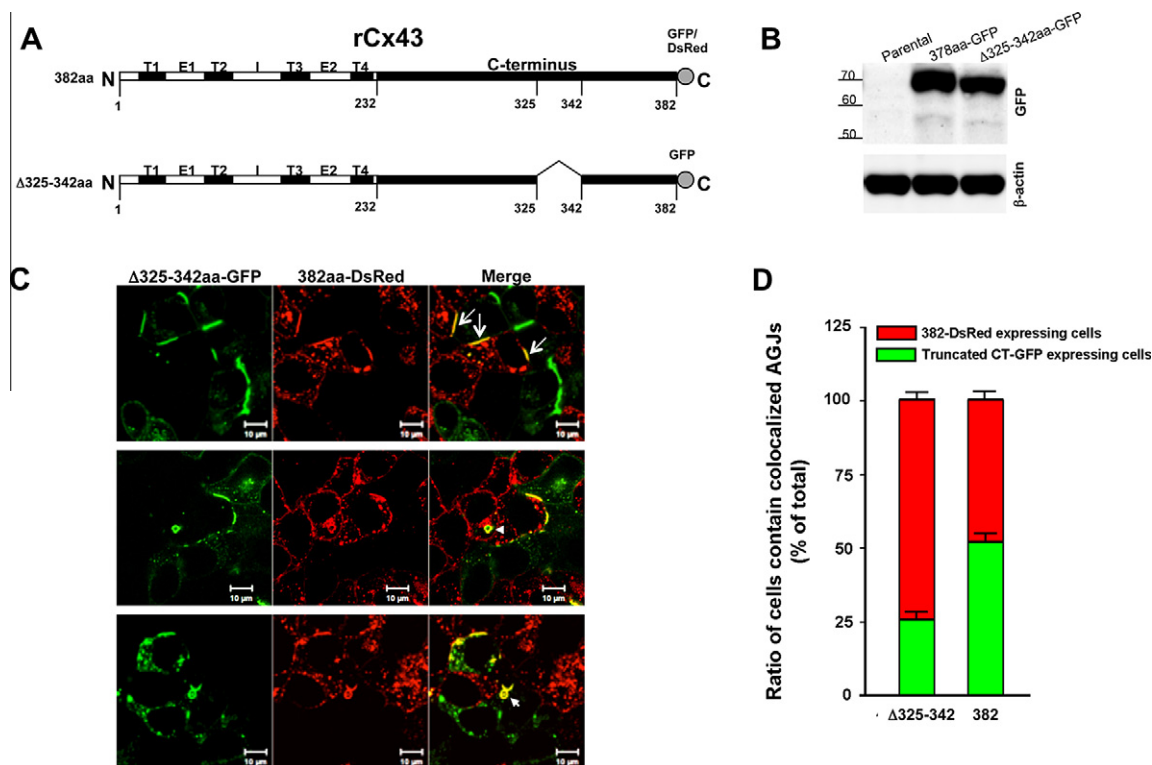 A
rCx43
GFP/
DsRed
T1 E1 T2 I T3 E2 T4
C-terminus
382aa N C
1 232 325 342 382
GFP
T1 E1 T2 I T3 E2 T4
Δ325-342aa N C
1 232 325 342 382
B
Parental 378aa-GFP Δ325-342aa-GFP
70
60
50
GFP
β-actin
C
Δ325-342aa-GFP 382aa-DsRed Merge
10 µm 10 µm 10 µm
10 µm 10 µm 10 µm
10 µm 10 µm 10 µm
D
Ratio of cells contain colocalized AGJs
(% of total)
125
100
75
50
25
0
382-DsRed expressing cells
Truncated CT-GFP expressing cells
Δ325-342 382